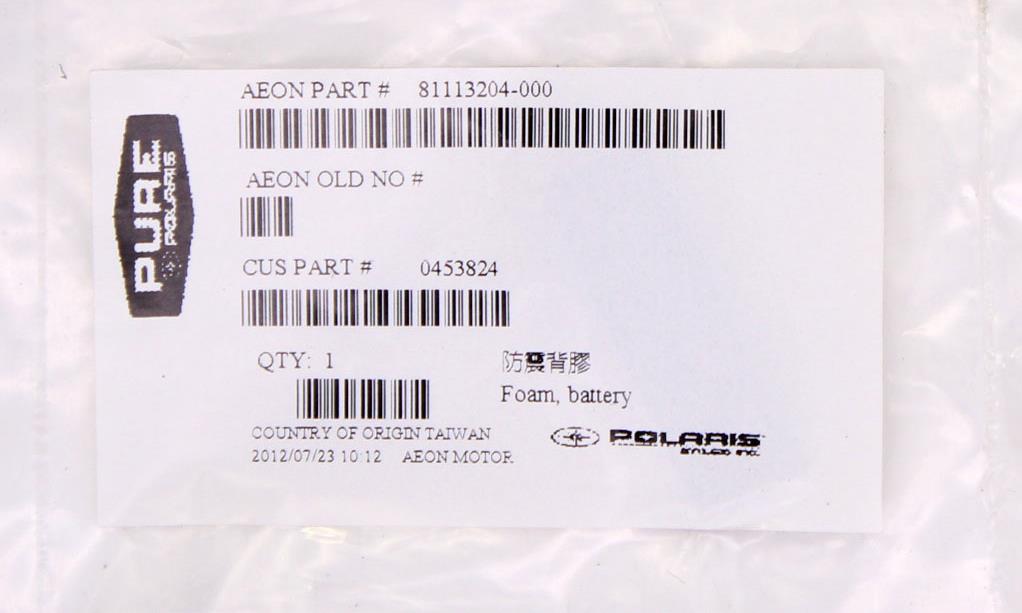 PURE
POLARIS
AEON PART # 81113204-000
AEON OLD NO #
CUS PART # 0453824
QTY: 1
防震背膠
Foam, battery
COUNTRY OF ORIGIN TAIWAN
2012/07/23 10:12 AEON MOTOR
POLARIS